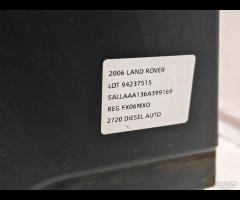 2006 LAND ROVER
LOT 94237515
SALLAAA136A399169
REG FX06MXO
2720 DIESEL AUTO